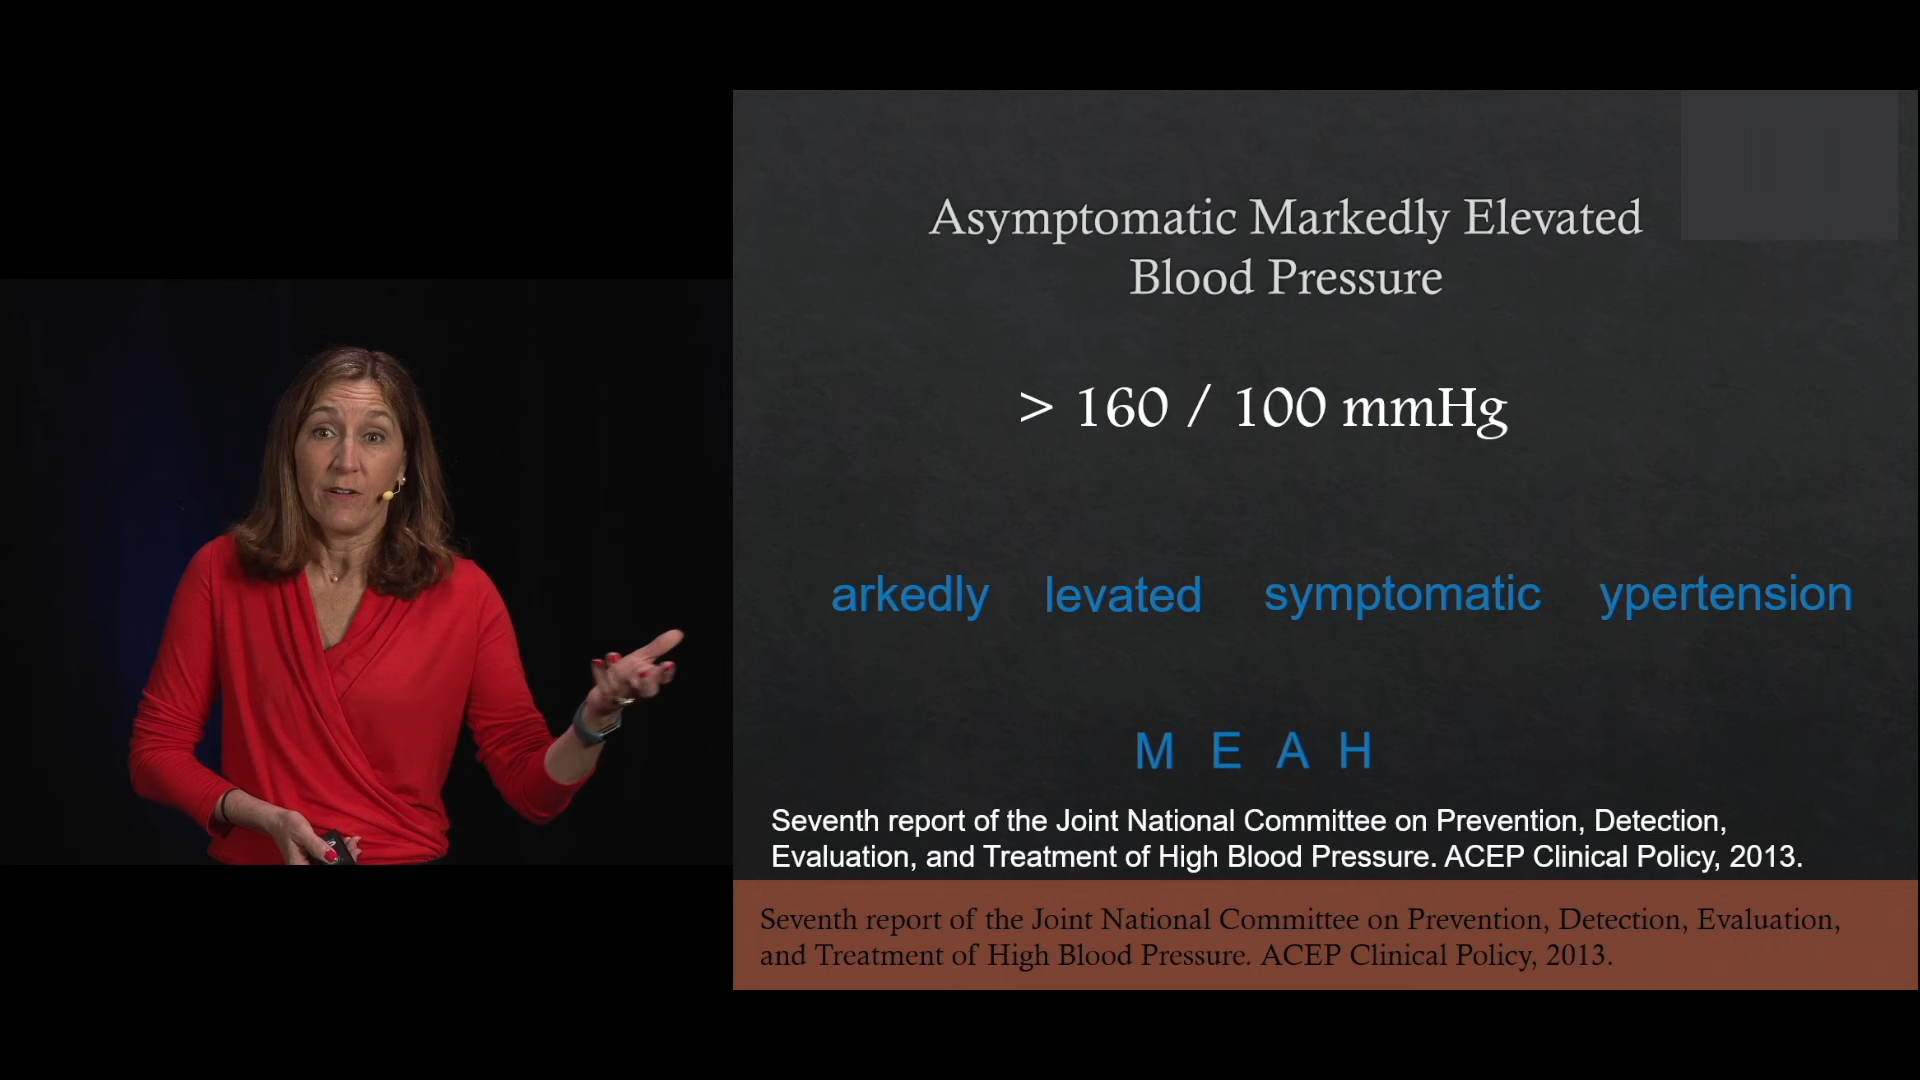 Asymptomatic Markedly Elevated
Blood Pressure
> 160 / 100 mmHg
arkedly levated symptomatic ypertension
M E A H
Seventh report of the Joint National Committee on Prevention, Detection,
Evaluation, and Treatment of High Blood Pressure. ACEP Clinical Policy, 2013.
Seventh report of the Joint National Committee on Prevention, Detection, Evaluation,
and Treatment of High Blood Pressure. ACEP Clinical Policy, 2013.